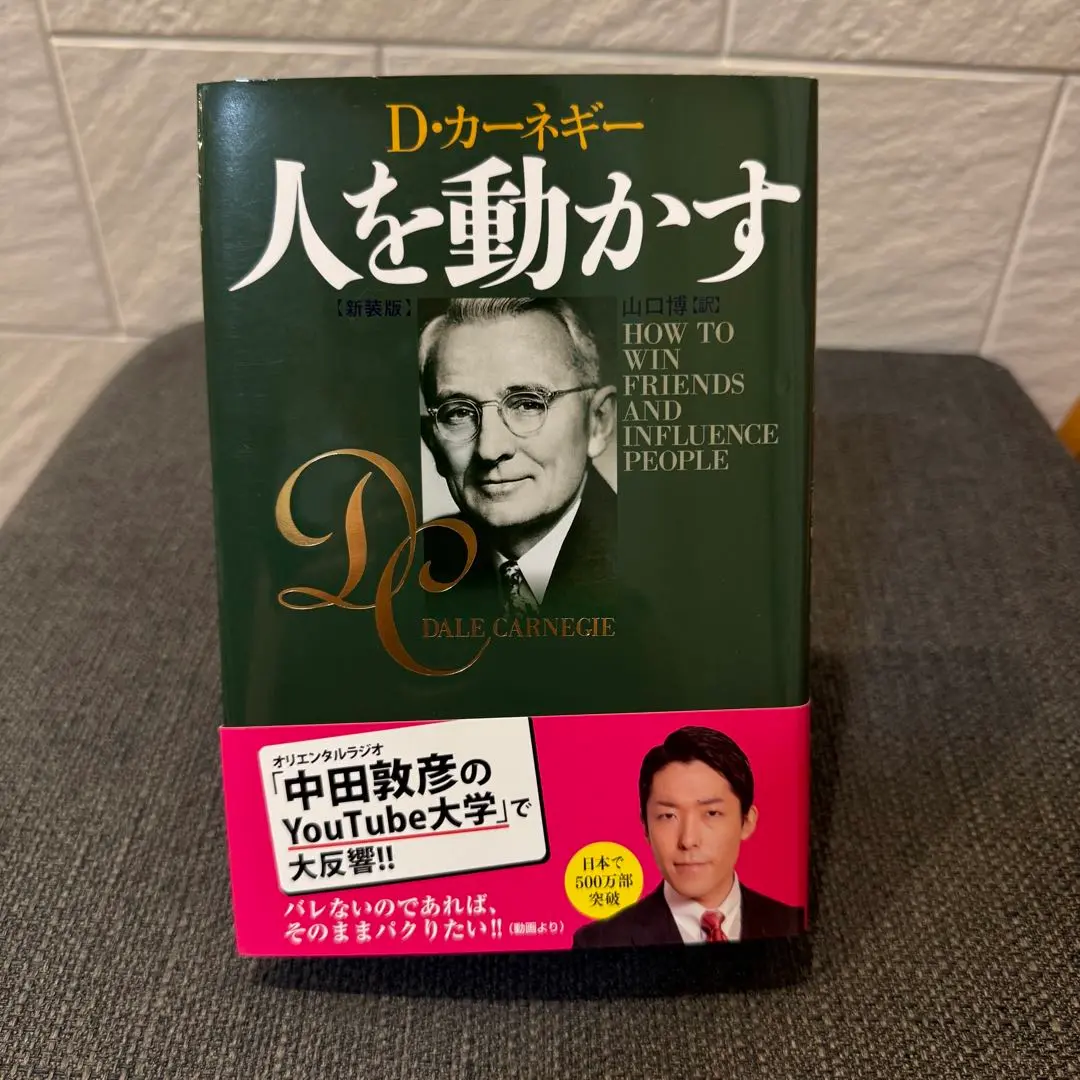 D・カーネギー
人を動かす
【新装版】
山口博【訳】
HOW TO
WIN
FRIENDS
AND
INFLUENCE
PEOPLE
DC
DALE CARNEGIE
オリエンタルラジオ
「中田敦彦の
YouTube大学」で
大反響!!
バレないのであれば、
そのままパクりたい!!（動画より）
日本で
500万部
突破